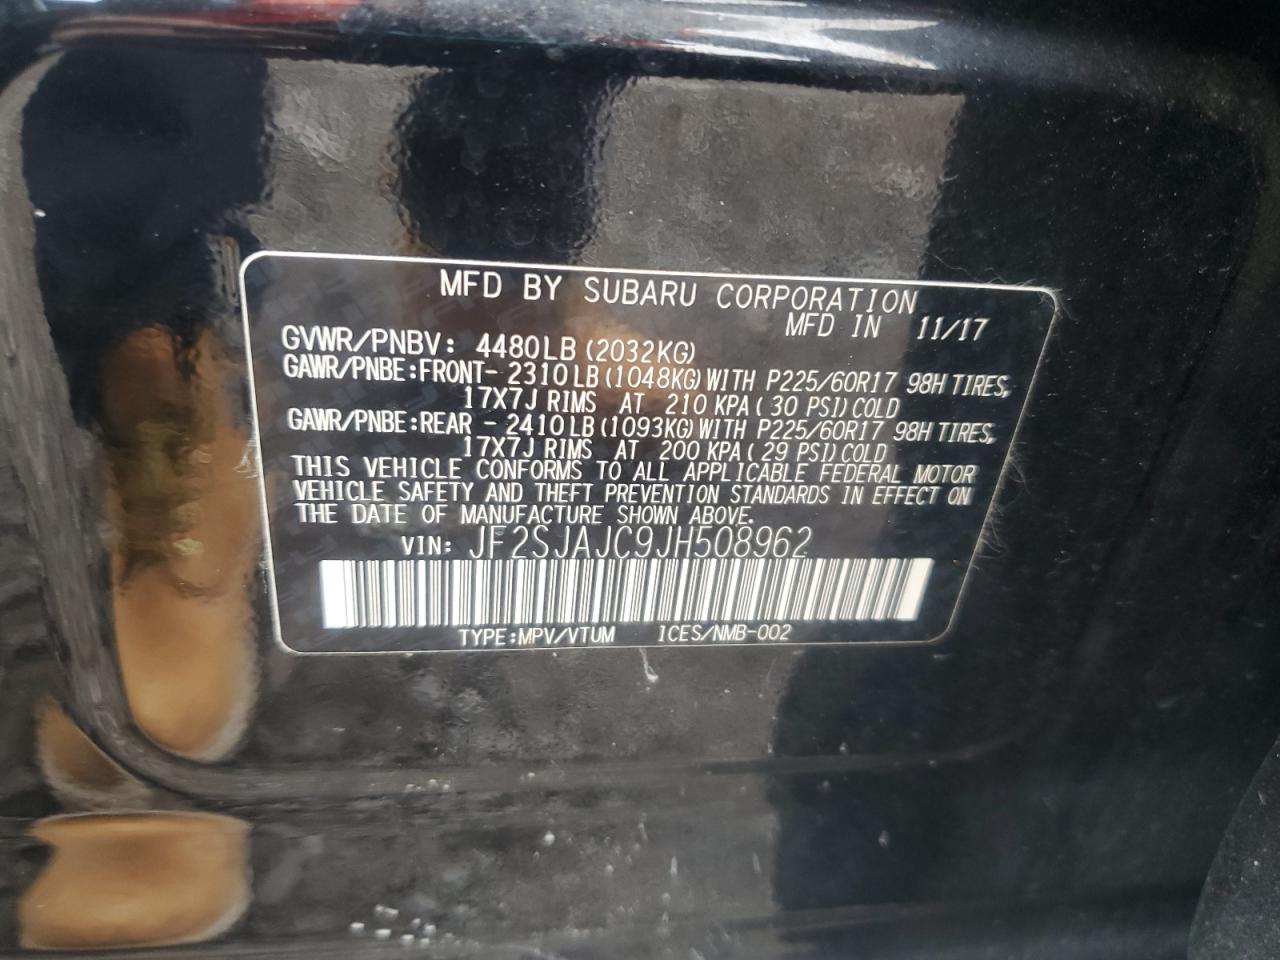 MFD BY SUBARU CORPORATION
MFD IN 11/17
GVWR/PNBV: 4480LB (2032KG)
GAWR/PNBE:FRONT- 2310LB (1048KG) WITH P225/60R17 98H TIRES,
17X7J RIMS AT 210 KPA ( 30 PSI) COLD
GAWR/PNBE:REAR - 2410LB (1093KG) WITH P225/60R17 98H TIRES,
17X7J RIMS AT 200 KPA ( 29 PSI) COLD
THIS VEHICLE CONFORMS TO ALL APPLICABLE FEDERAL MOTOR
VEHICLE SAFETY AND THEFT PREVENTION STANDARDS IN EFFECT ON
THE DATE OF MANUFACTURE SHOWN ABOVE.
VIN: JF2SJAJC9JH508962
TYPE:MPV/VTUM ICES/NMB-002